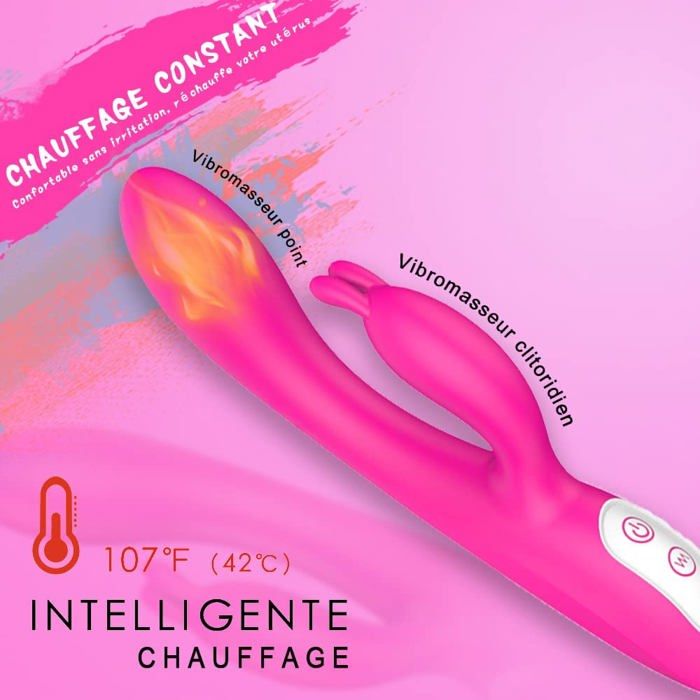 CHAUFFAGE CONSTANT
Confortable sans irritation, réchauffe votre utérus
Vibromasseur point
Vibromasseur clitoridien
107°F (42℃)
INTELLIGENTE
CHAUFFAGE